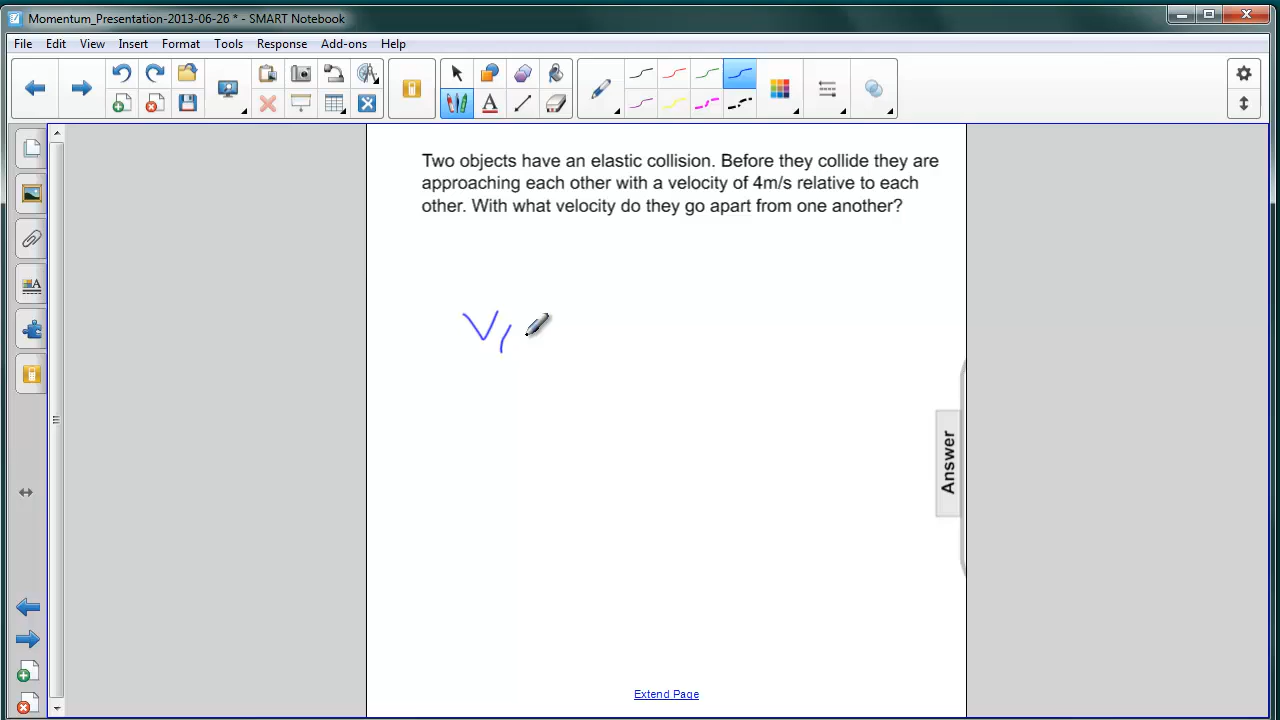 Momentum_Presentation-2013-06-26 * - SMART Notebook
File Edit View Insert Format Tools Response Add-ons Help
Two objects have an elastic collision. Before they collide they are
approaching each other with a velocity of 4m/s relative to each
other. With what velocity do they go apart from one another?
V₁
Answer
Extend Page